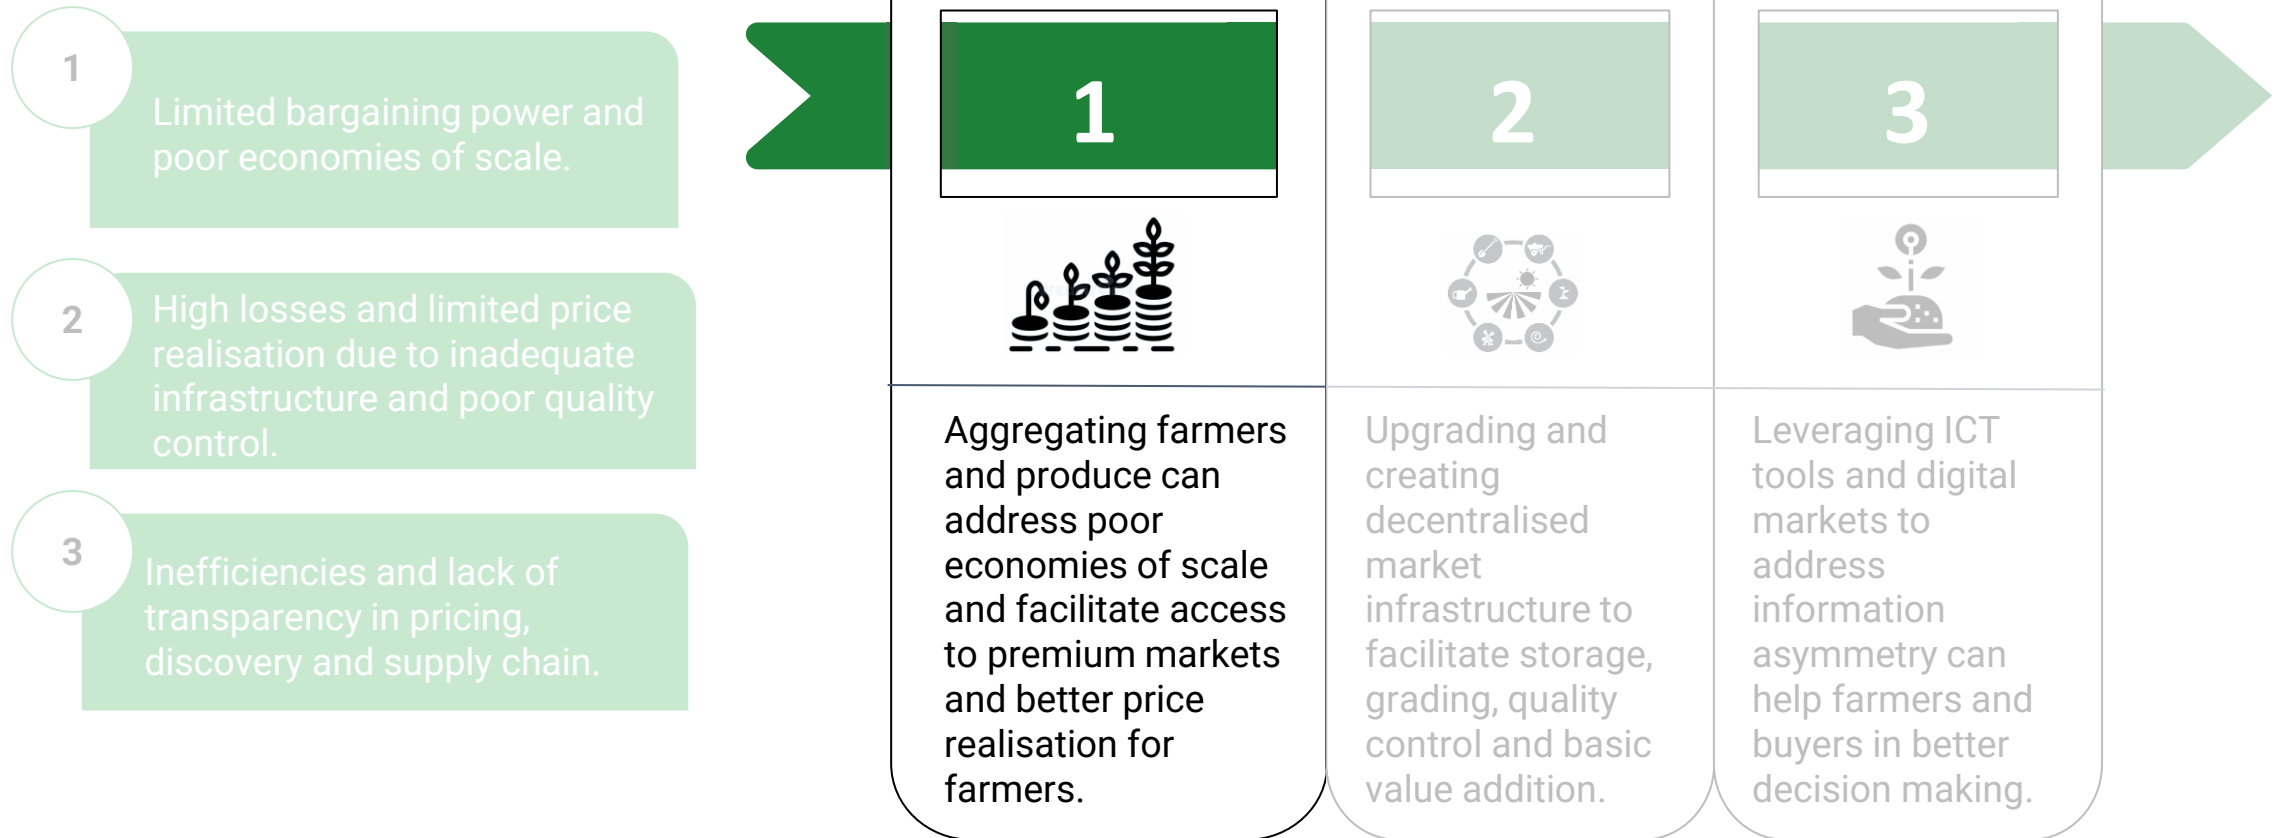 1
Limited bargaining power and
poor economies of scale.
2
High losses and limited price
realisation due to inadequate
infrastructure and poor quality
control.
3
Inefficiencies and lack of
transparency in pricing,
discovery and supply chain.
1
Aggregating farmers
and produce can
address poor
economies of scale
and facilitate access
to premium markets
and better price
realisation for
farmers.
2
Upgrading and
creating
decentralised
market
infrastructure to
facilitate storage,
grading, quality
control and basic
value addition.
3
Leveraging ICT
tools and digital
markets to
address
information
asymmetry can
help farmers and
buyers in better
decision making.